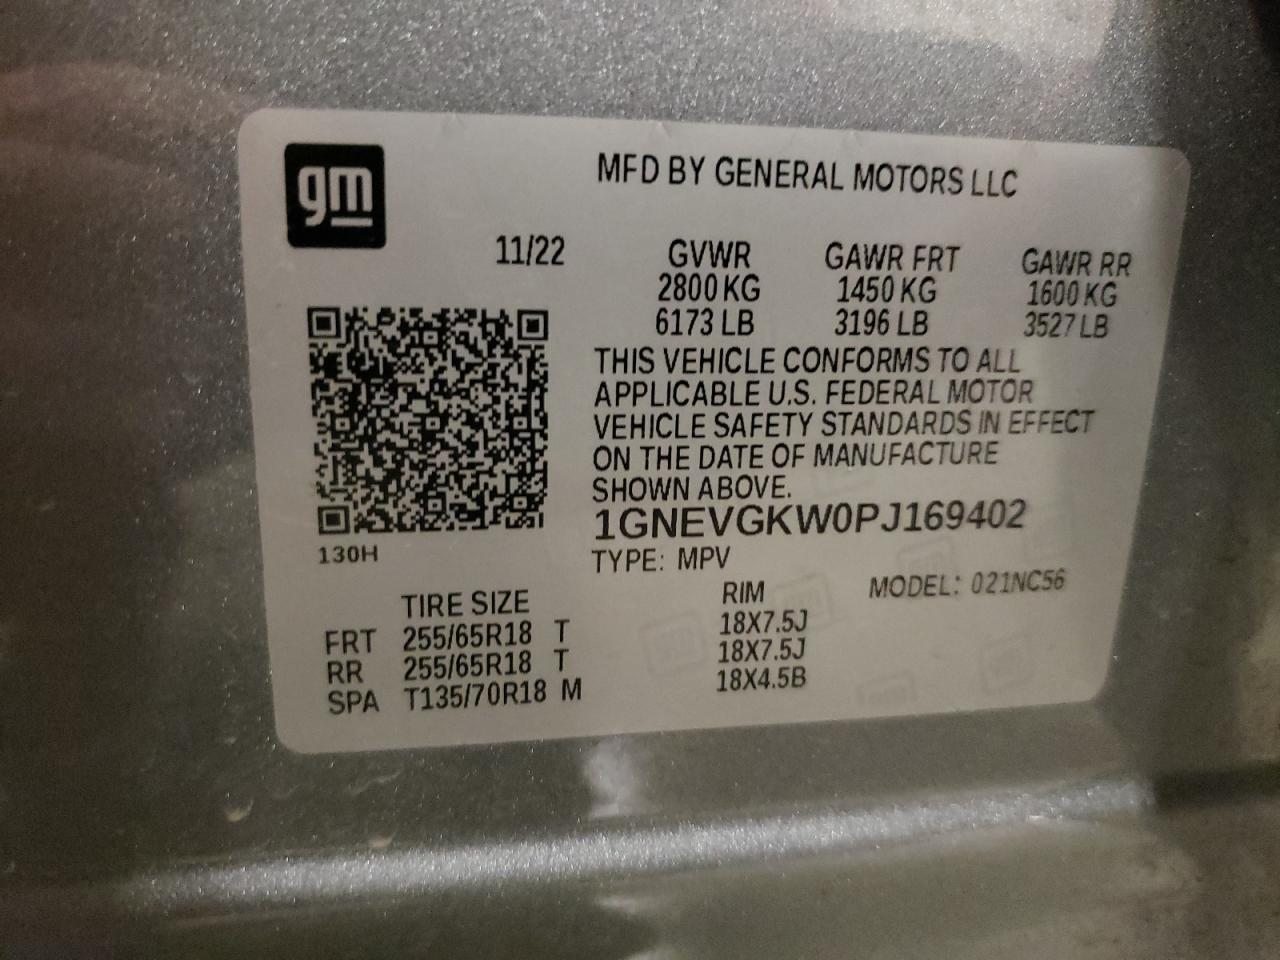 gm
MFD BY GENERAL MOTORS LLC
11/22 GVWR GAWR FRT GAWR RR
2800 KG 1450 KG 1600 KG
6173 LB 3196 LB 3527 LB
THIS VEHICLE CONFORMS TO ALL
APPLICABLE U.S. FEDERAL MOTOR
VEHICLE SAFETY STANDARDS IN EFFECT
ON THE DATE OF MANUFACTURE
SHOWN ABOVE.
1GNEVGKW0PJ169402
130H
TYPE: MPV
MODEL: 021NC56
TIRE SIZE RIM
FRT 255/65R18 T 18X7.5J
RR 255/65R18 T 18X7.5J
SPA T135/70R18 M 18X4.5B